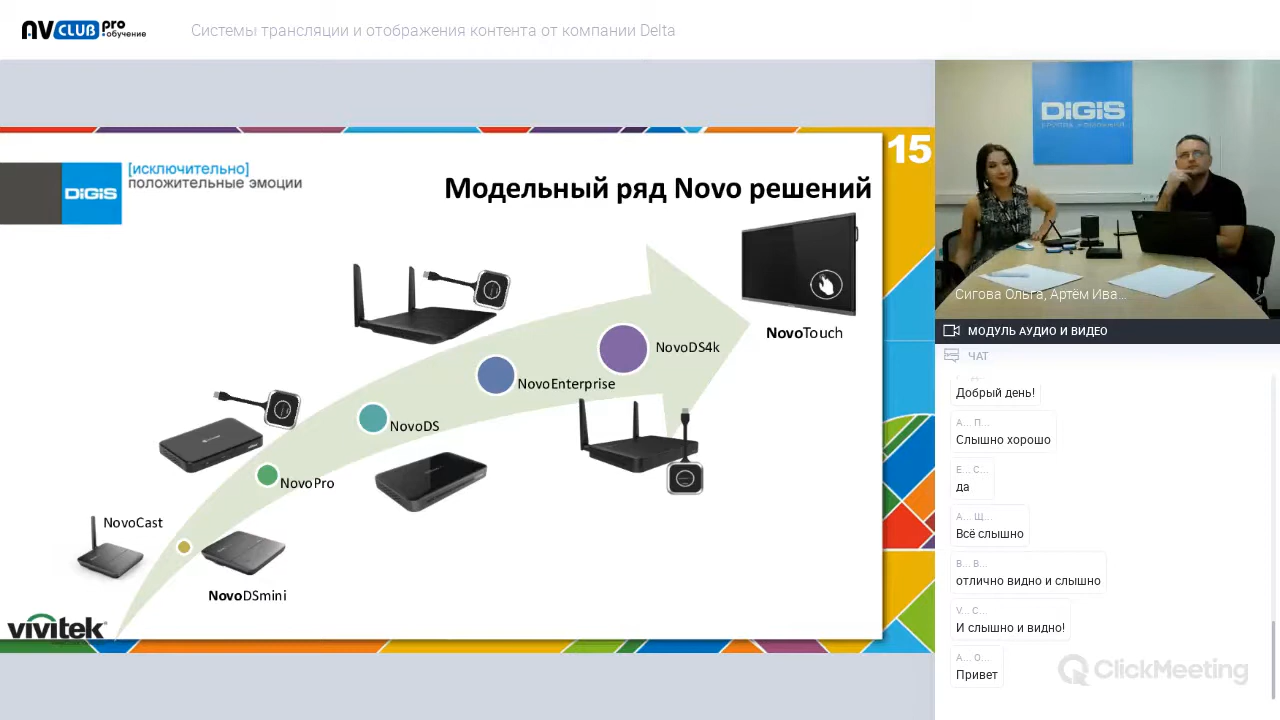 AV CLUB pro
•обучение
Системы трансляции и отображения контента от компании Delta
15
DiGiS
[исключительно]
положительные эмоции
Модельный ряд Novo решений
NovoTouch
NovoDS4k
NovoEnterprise
NovoDS
NovoPro
NovoCast
NovoDSmini
vivitek
DiGiS
Сигова Ольга, Артём Ива...
МОДУЛЬ АУДИО И ВИДЕО
ЧАТ
Добрый день!
А... П...
Слышно хорошо
Е... С...
да
А... Щ...
Всё слышно
В... В...
отлично видно и слышно
V... С...
И слышно и видно!
А... О...
Привет
ClickMeeting